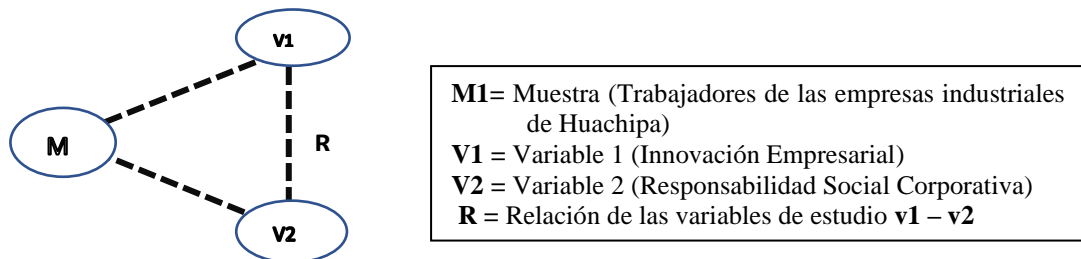 V1
M
R
V2
M1= Muestra (Trabajadores de las empresas industriales
de Huachipa)
V1 = Variable 1 (Innovación Empresarial)
V2 = Variable 2 (Responsabilidad Social Corporativa)
R = Relación de las variables de estudio v1 – v2